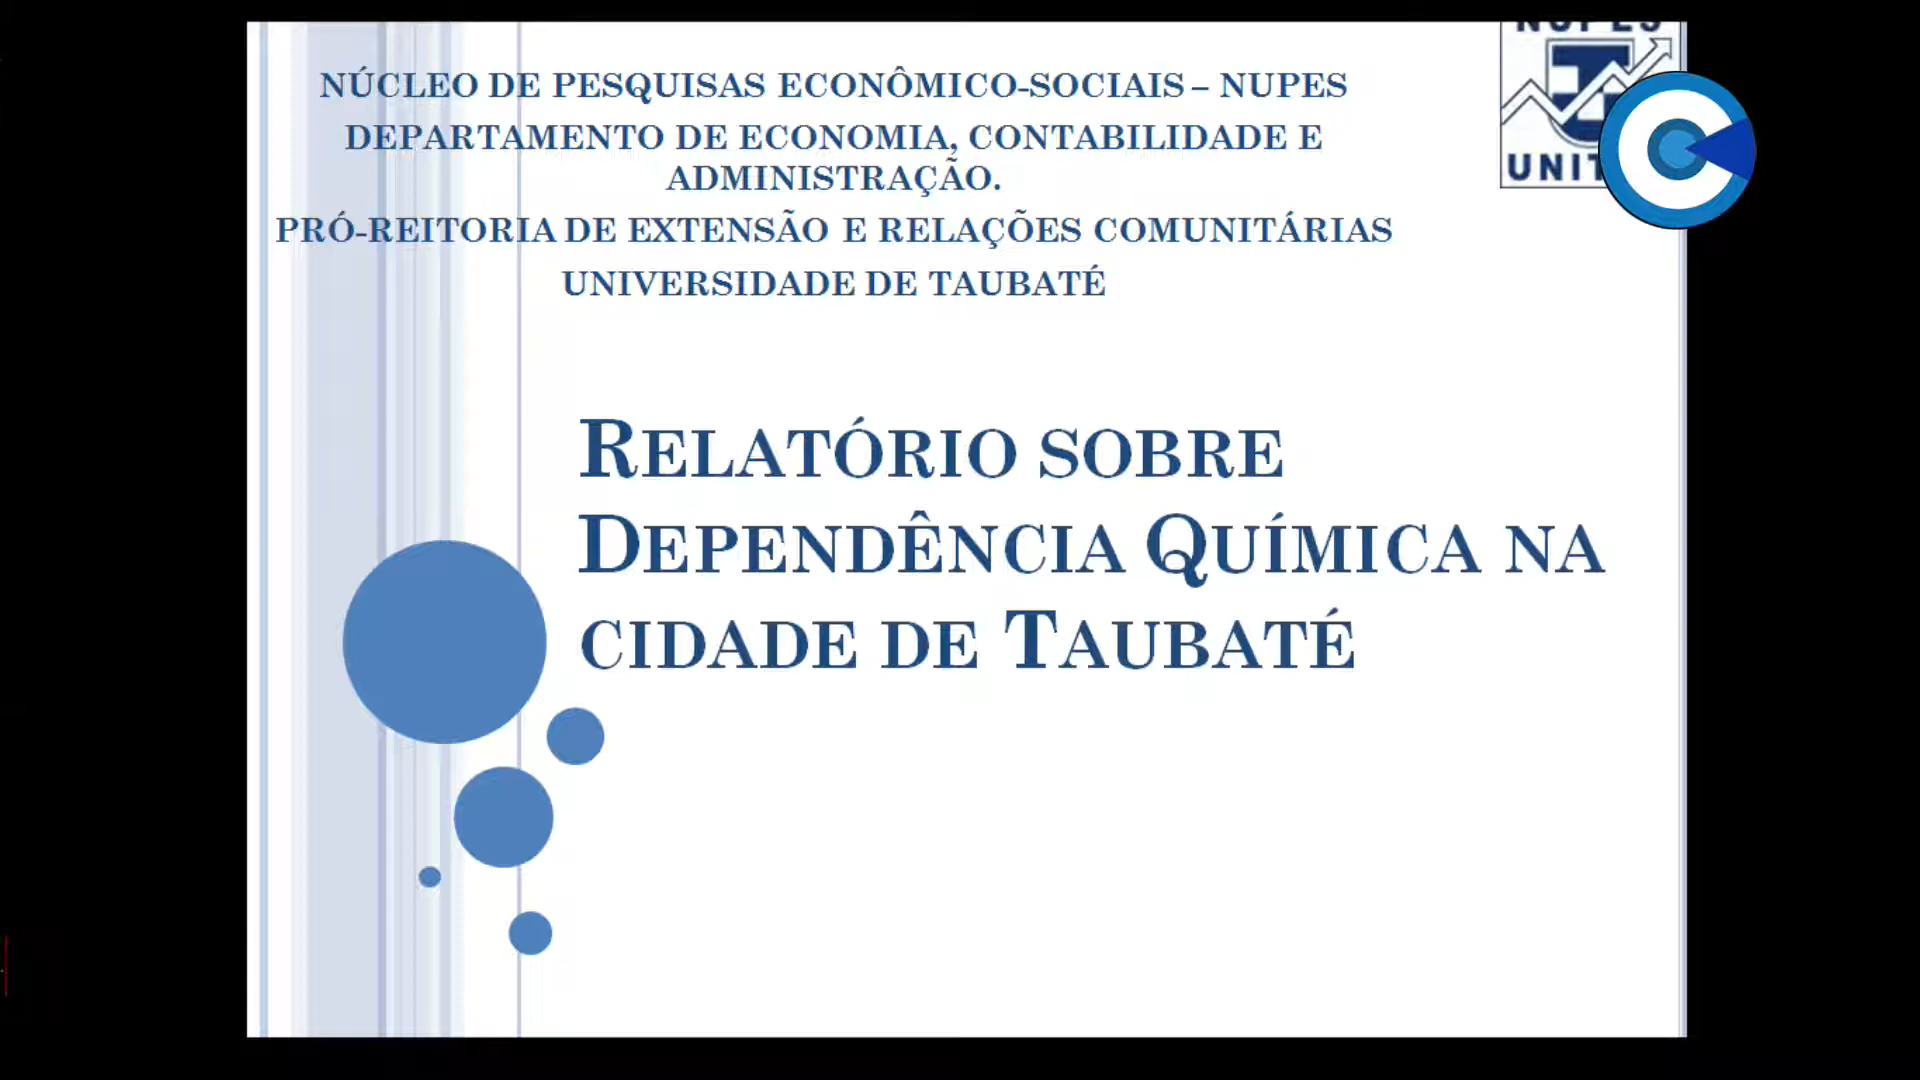 NÚCLEO DE PESQUISAS ECONÔMICO-SOCIAIS – NUPES
DEPARTAMENTO DE ECONOMIA, CONTABILIDADE E
ADMINISTRAÇÃO.
PRÓ-REITORIA DE EXTENSÃO E RELAÇÕES COMUNITÁRIAS
UNIVERSIDADE DE TAUBATÉ
NUPES
RELATÓRIO SOBRE
DEPENDÊNCIA QUÍMICA NA
CIDADE DE TAUBATÉ